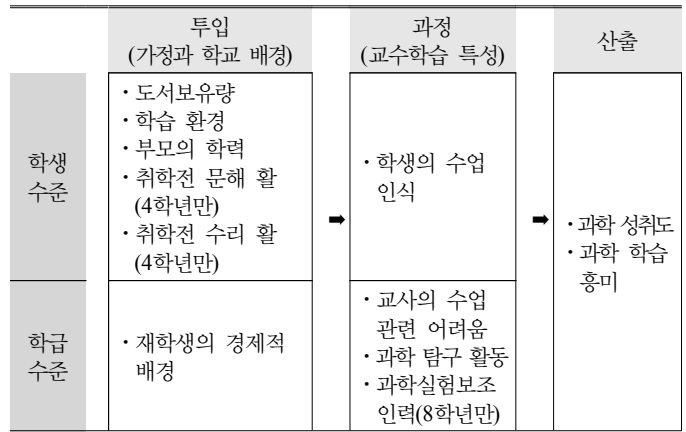 투입
(가정과 학교 배경)
과정
(교수학습 특성)
산출
학생
수준
· 도서보유량
· 학습 환경
· 부모의 학력
· 취학전 문해 활
(4학년만)
· 취학전 수리 활
(4학년만)
➡
· 학생의 수업
인식
➡
· 과학 성취도
· 과학 학습
흥미
학급
수준
· 재학생의 경제적
배경
· 교사의 수업
관련 어려움
· 과학 탐구 활동
· 과학실험보조
인력(8학년만)